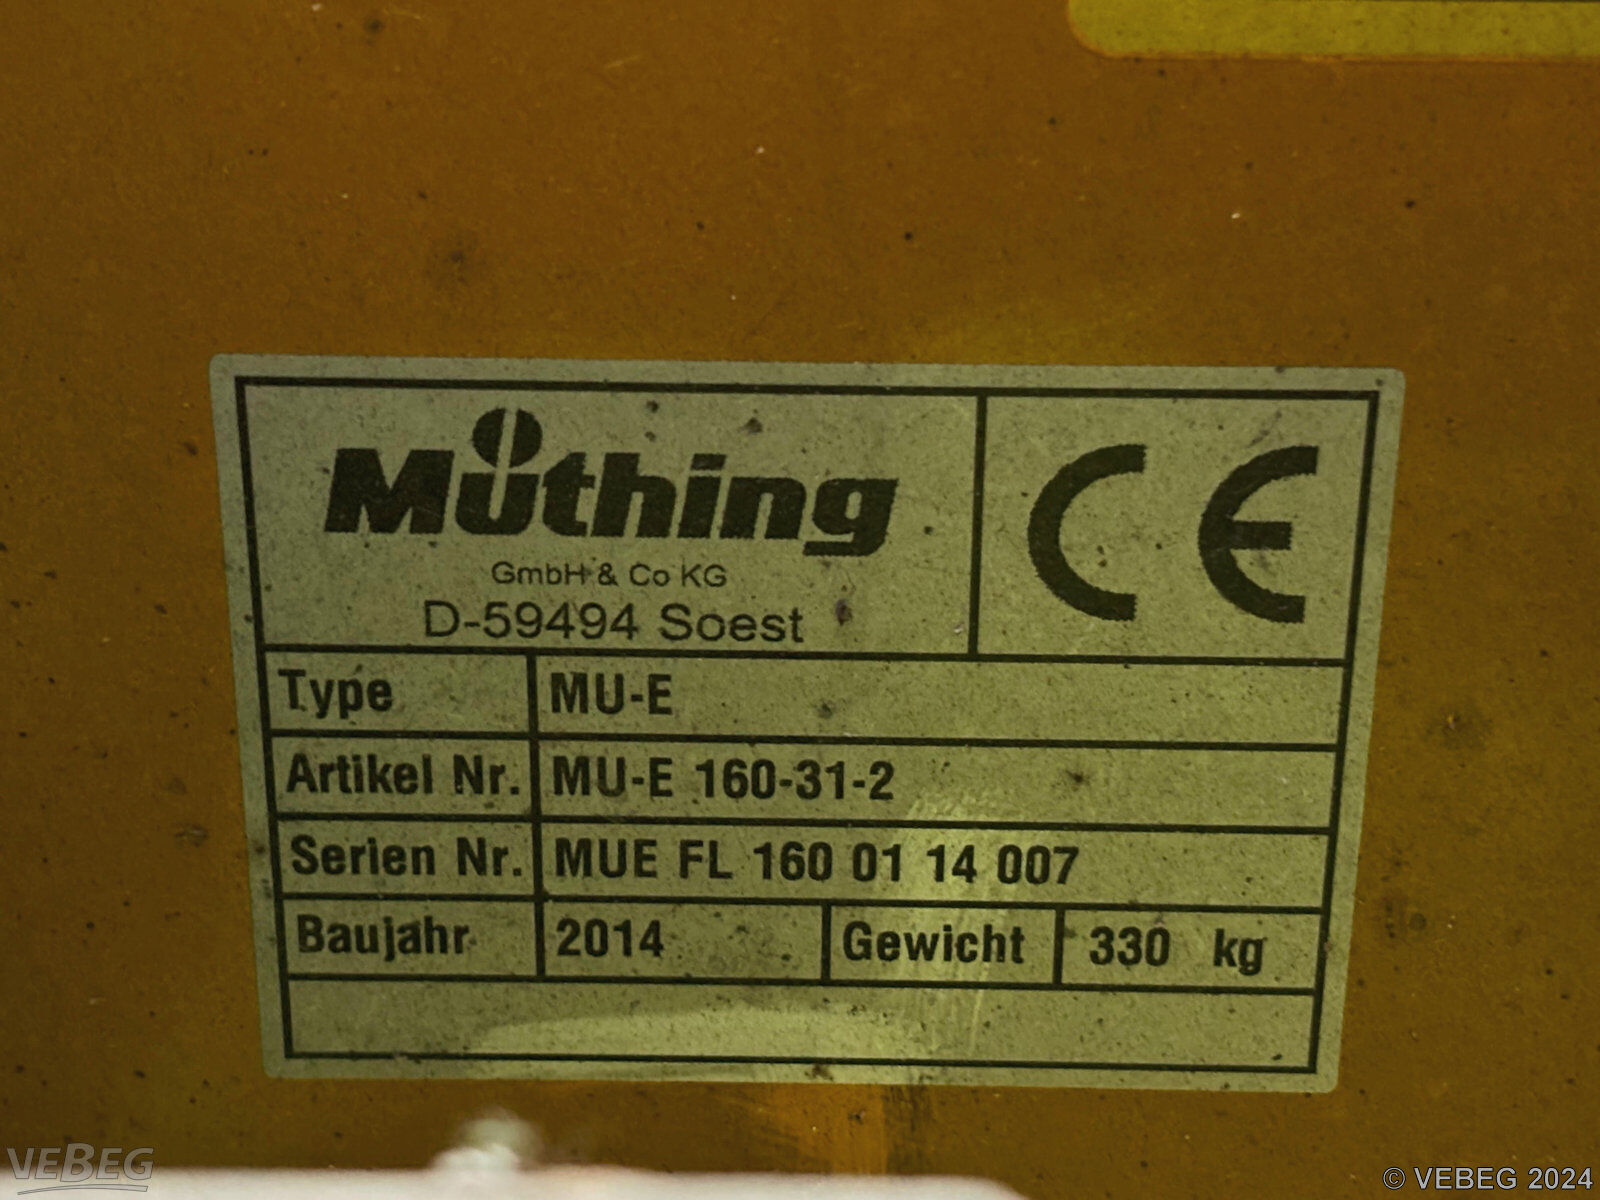 Müthing
GmbH & Co KG
D-59494 Soest
CE
Type MU-E
Artikel Nr. MU-E 160-31-2
Serien Nr. MUE FL 160 01 14 007
Baujahr 2014 Gewicht 330 kg
VEBEG
© VEBEG 2024